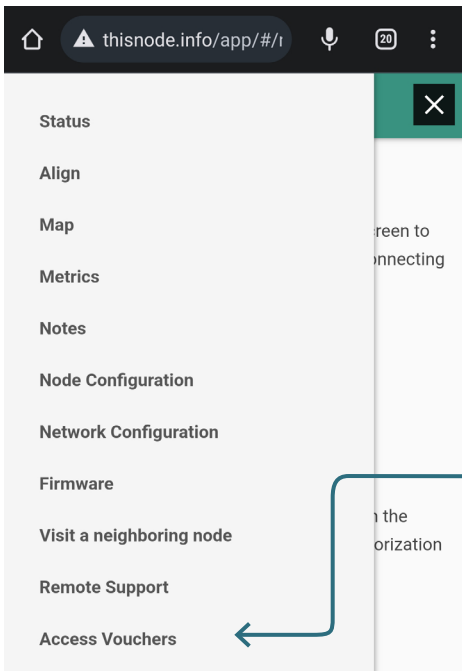 thisnode.info/app/#/
20
Status
Align
Map
reen to
onnecting
Metrics
Notes
Node Configuration
Network Configuration
Firmware
n the
Visit a neighboring node
orization
Remote Support
Access Vouchers